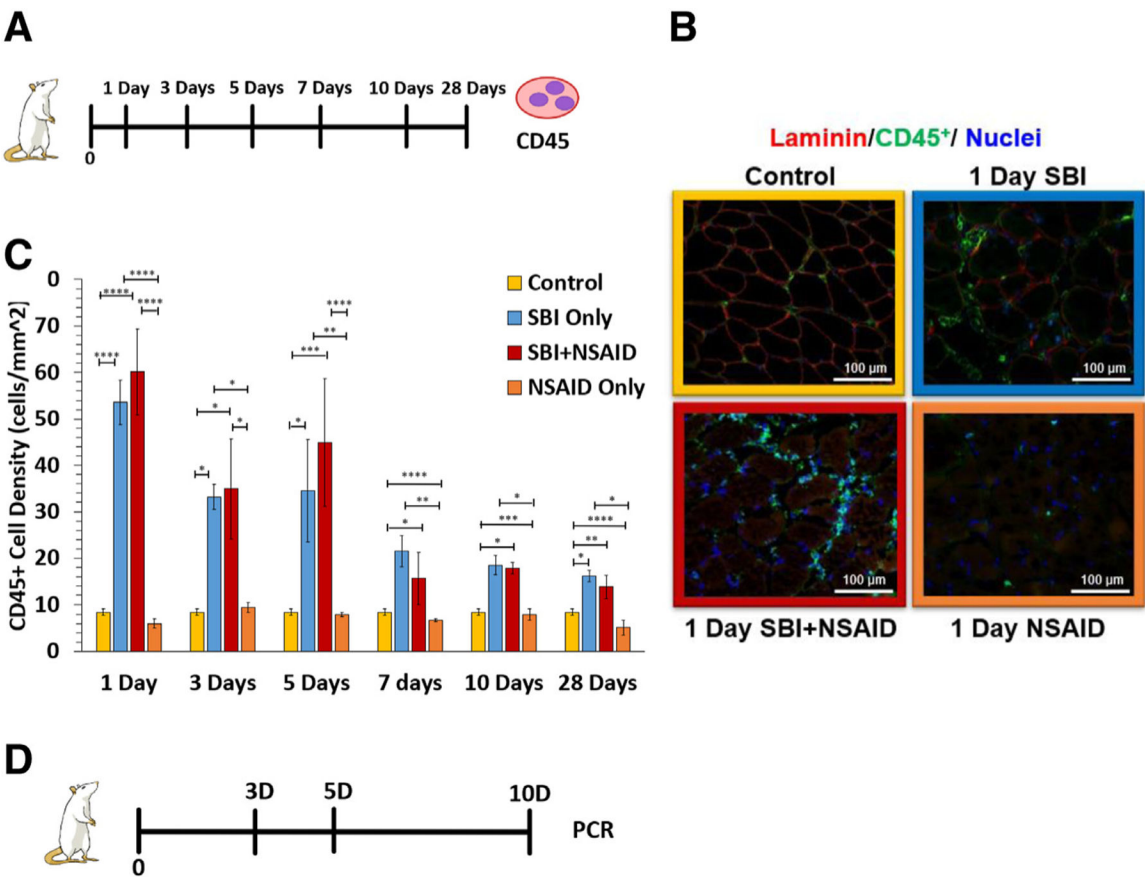 A
1 Day 3 Days 5 Days 7 Days 10 Days 28 Days
0
CD45
B
Laminin/CD45+/ Nuclei
Control
1 Day SBI
100 µm
100 µm
100 µm
100 µm
1 Day SBI+NSAID
1 Day NSAID
C
CD45+ Cell Density (cells/mm^2]
0
70
60
50
40
30
20
10
0
**** **** **** ****
* * * *
* *** ** ****
* ** ****
* *** *
* ** **** *
Control
SBI Only
SBI+NSAID
NSAID Only
1 Day 3 Days 5 Days 7 days 10 Days 28 Days
D
3D 5D 10D
0
PCR